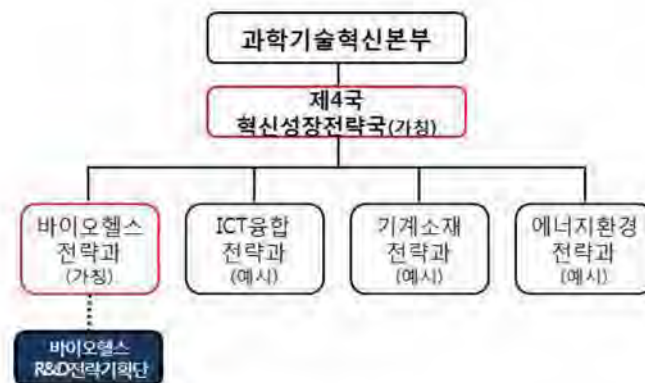 과학기술혁신본부
제4국
혁신성장전략국(가칭)
바이오헬스
전략과
(가칭)
ICT융합
전략과
(예시)
기계소재
전략과
(예시)
에너지환경
전략과
(예시)
바이오헬스
R&D전략기획단